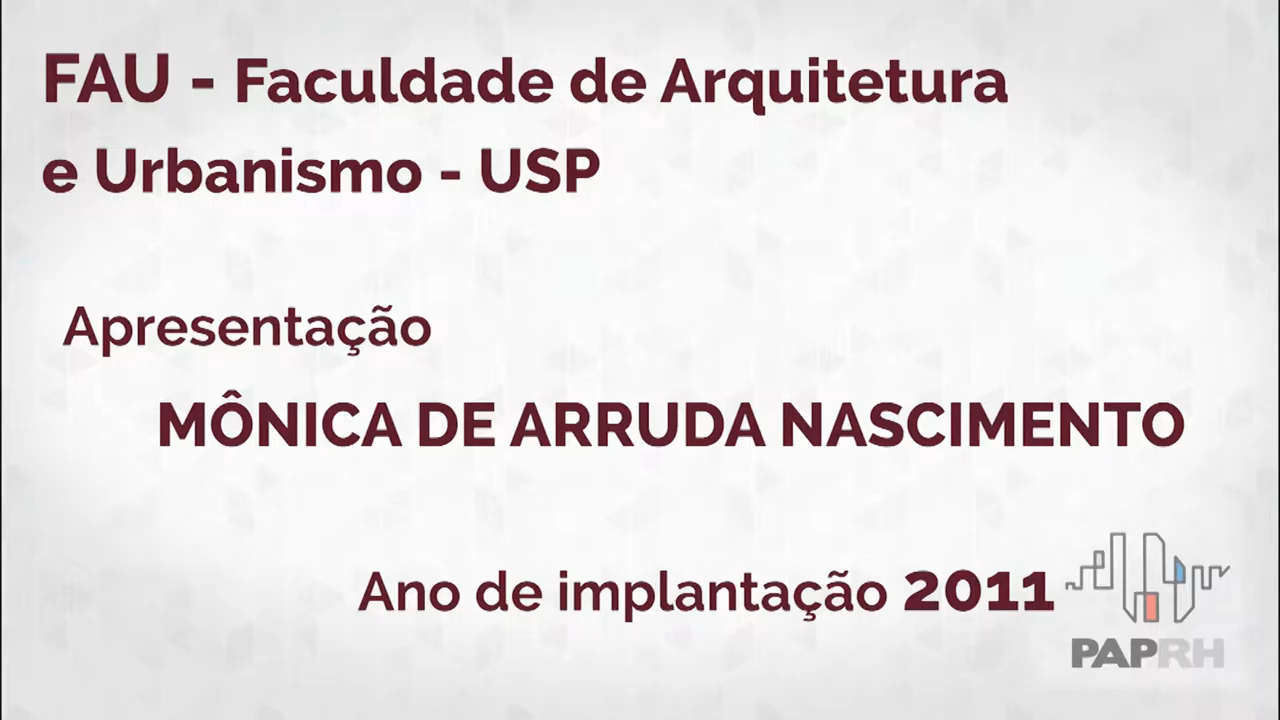 FAU - Faculdade de Arquitetura
e Urbanismo - USP
Apresentação
MÔNICA DE ARRUDA NASCIMENTO
Ano de implantação 2011
PAPRH